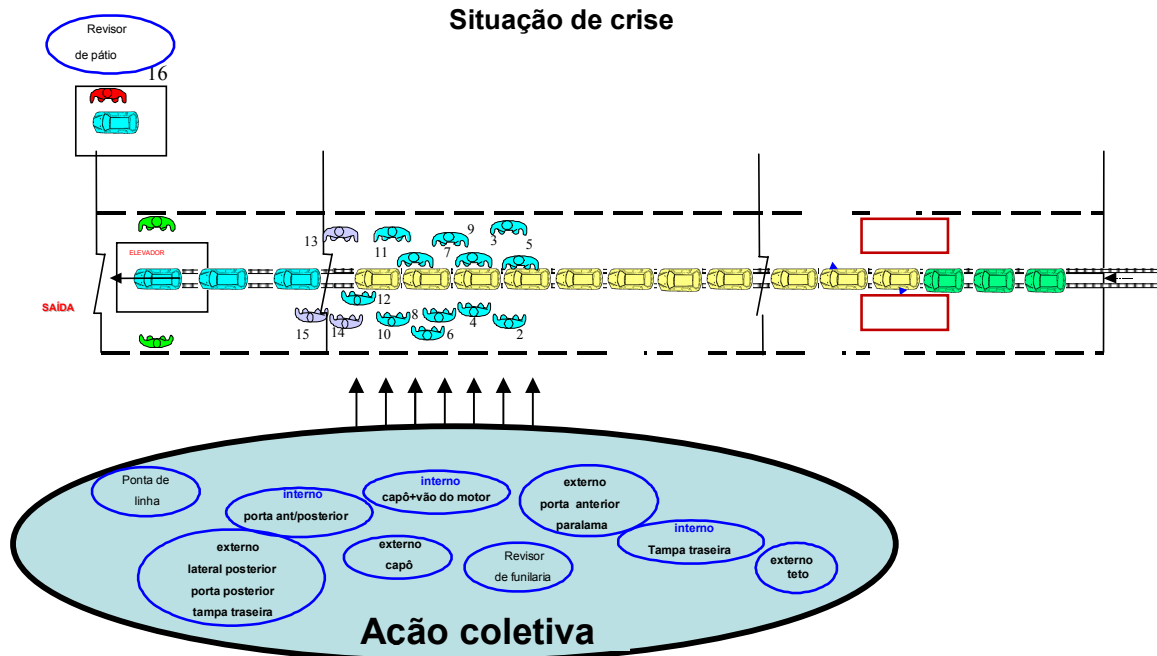 Situação de crise
Revisor
de pátio
16
13
11
9
7
3
5
ELEVADOR
SAÍDA
12
15
14
10
8
6
4
2
Ponta de
linha
interno
porta ant/posterior
interno
capô+vão do motor
externo
porta anterior
paralama
interno
Tampa traseira
externo
teto
externo
lateral posterior
porta posterior
tampa traseira
externo
capô
Revisor
de funilaria
Acão coletiva